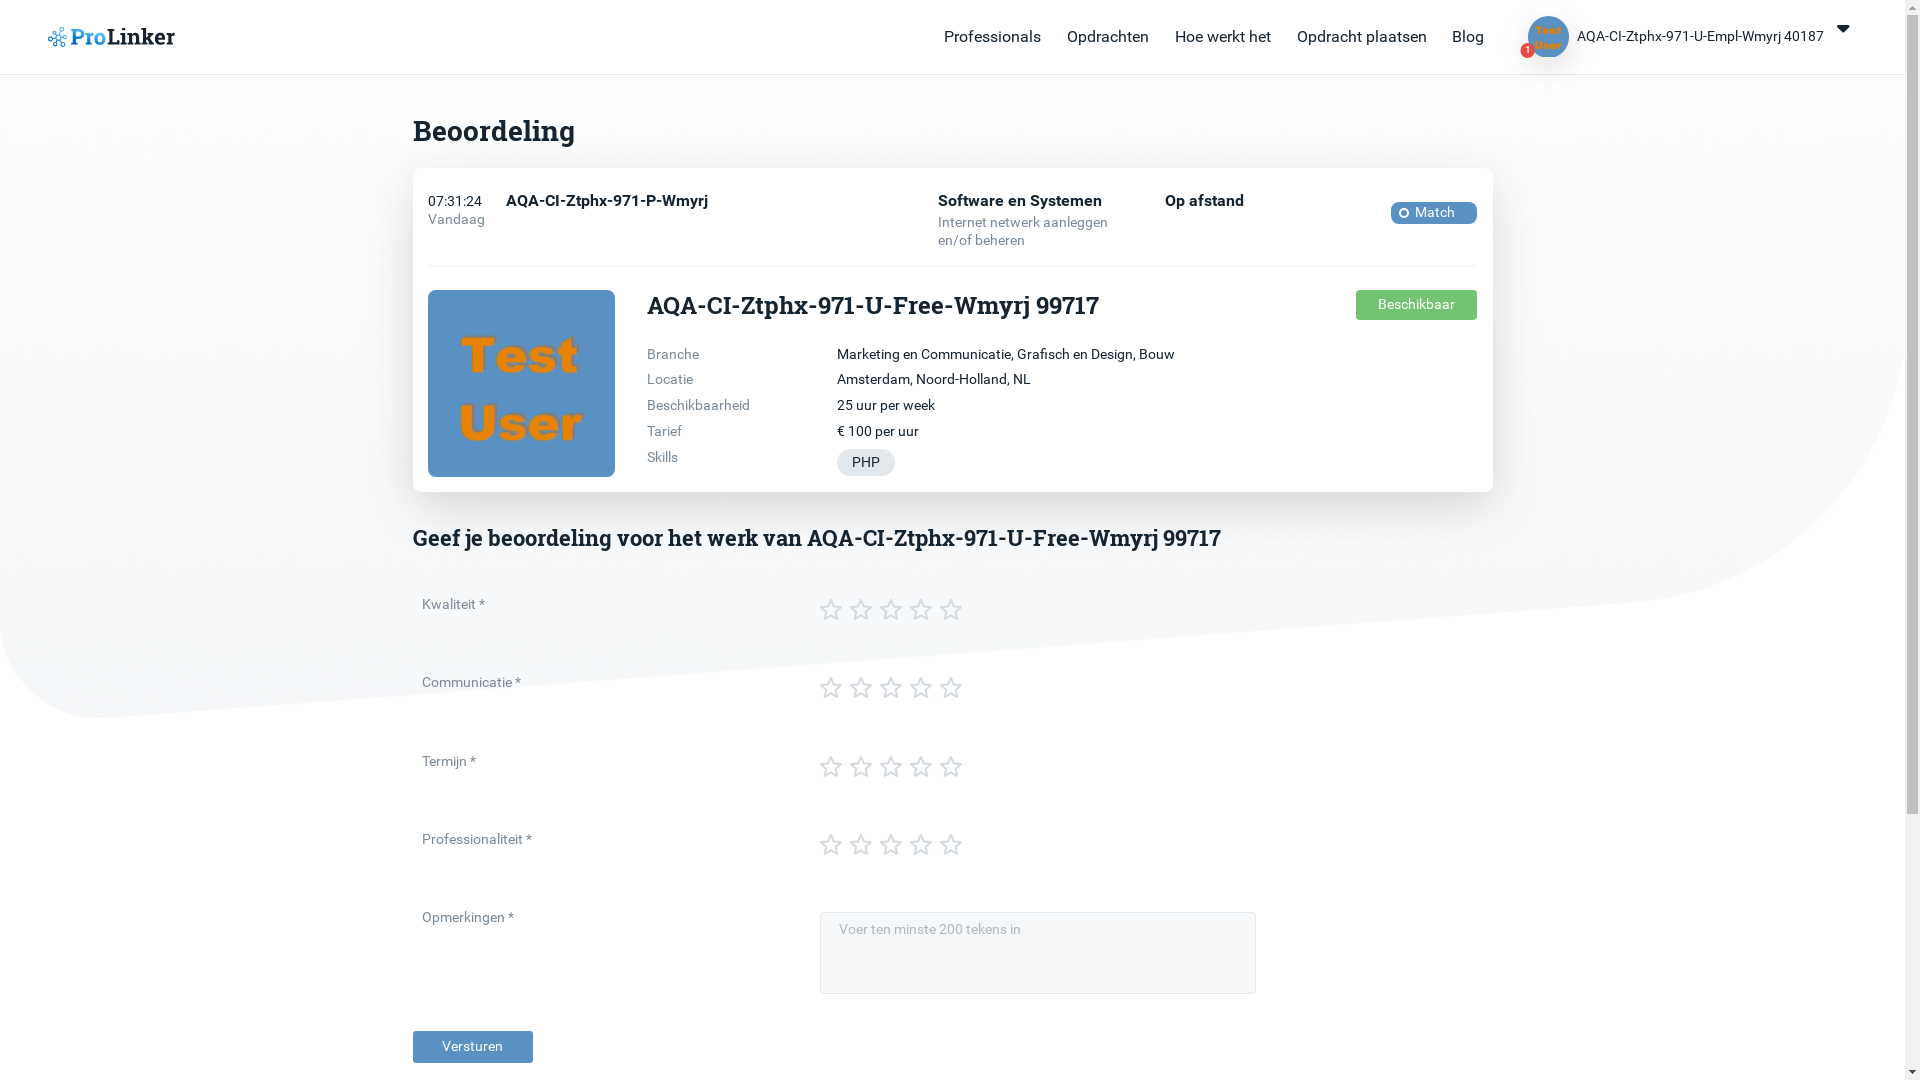 ProLinker
Professionals Opdrachten Hoe werkt het Opdracht plaatsen Blog
Test
User
1
AQA-CI-Ztphx-971-U-Empl-Wmyrj 40187
Beoordeling
07:31:24 AQA-CI-Ztphx-971-P-Wmyrj Software en Systemen Op afstand
Vandaag
Internet netwerk aanleggen
en/of beheren
Match
Test
User
AQA-CI-Ztphx-971-U-Free-Wmyrj 99717
Beschikbaar
Branche Marketing en Communicatie, Grafisch en Design, Bouw
Locatie Amsterdam, Noord-Holland, NL
Beschikbaarheid 25 uur per week
Tarief € 100 per uur
Skills PHP
Geef je beoordeling voor het werk van AQA-CI-Ztphx-971-U-Free-Wmyrj 99717
Kwaliteit *
Communicatie *
Termijn *
Professionaliteit *
Opmerkingen * Voer ten minste 200 tekens in
Versturen